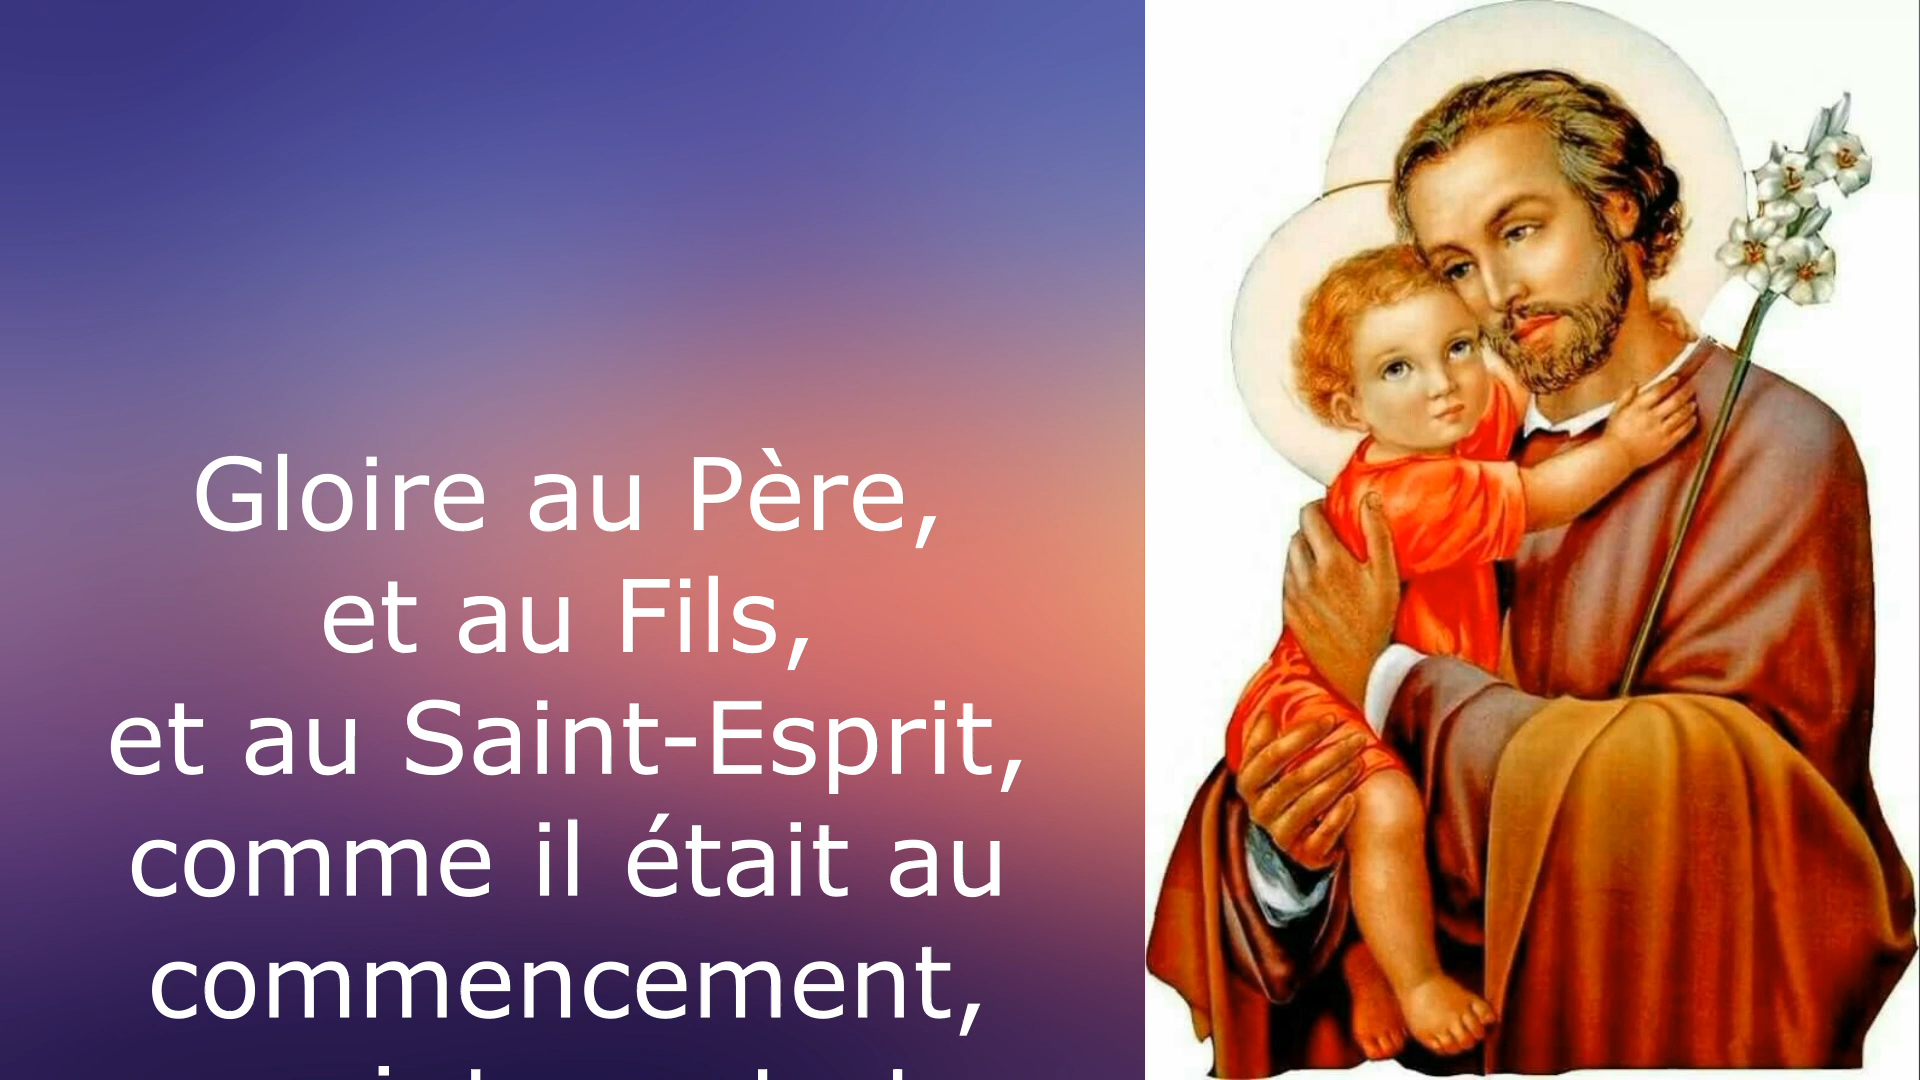 Gloire au Père,
et au Fils,
et au Saint-Esprit,
comme il était au
commencement,